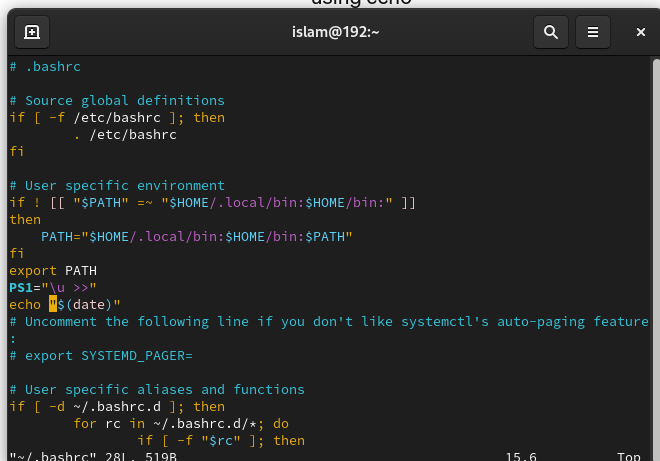 using echo
islam@192:~
# .bashrc
# Source global definitions
if [ -f /etc/bashrc ]; then
        . /etc/bashrc
fi
# User specific environment
if ! [[ "$PATH" =~ "$HOME/.local/bin:$HOME/bin:" ]]
then
    PATH="$HOME/.local/bin:$HOME/bin:$PATH"
fi
export PATH
PS1="\u >>"
echo "$(date)"
# Uncomment the following line if you don't like systemctl's auto-paging feature
:
# export SYSTEMD_PAGER=
# User specific aliases and functions
if [ -d ~/.bashrc.d ]; then
        for rc in ~/.bashrc.d/*; do
                if [ -f "$rc" ]; then
"~/.bashrc" 28L, 519B 15,6 Top